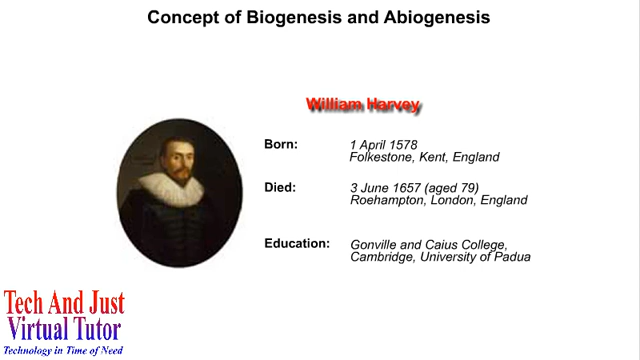 Concept of Biogenesis and Abiogenesis
William Harvey
Born: 1 April 1578
Folkestone, Kent, England
Died: 3 June 1657 (aged 79)
Roehampton, London, England
Education: Gonville and Caius College,
Cambridge, University of Padua
Tech And Just
Virtual Tutor
Technology in Time of Need